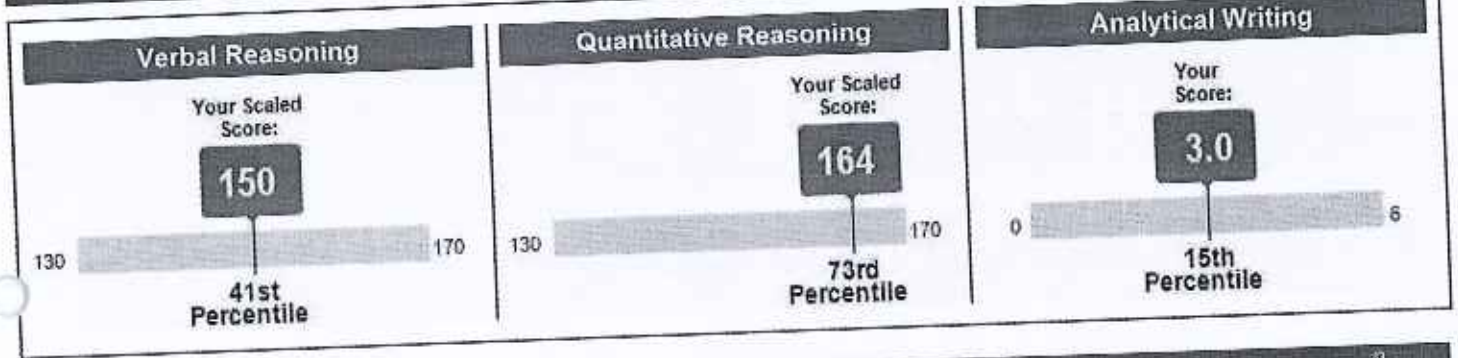 Verbal Reasoning
Your Scaled
Score:
150
130
170
41st
Percentile
Quantitative Reasoning
Your Scaled
Score:
164
130
170
73rd
Percentile
Analytical Writing
Your
Score:
3.0
0
6
15th
Percentile